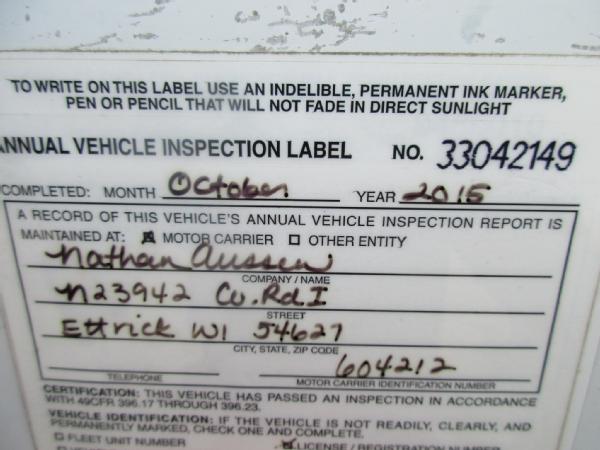 TO WRITE ON THIS LABEL USE AN INDELIBLE, PERMANENT INK MARKER,
PEN OR PENCIL THAT WILL NOT FADE IN DIRECT SUNLIGHT
ANNUAL VEHICLE INSPECTION LABEL NO. 33042149
COMPLETED: MONTH October YEAR 2015
A RECORD OF THIS VEHICLE'S ANNUAL VEHICLE INSPECTION REPORT IS
MAINTAINED AT: ☒ MOTOR CARRIER ☐ OTHER ENTITY
Nathan
COMPANY / NAME
N23942 Co. Rd. I
STREET
Ettrick WI 54627
CITY, STATE, ZIP CODE
604212
TELEPHONE MOTOR CARRIER IDENTIFICATION NUMBER
CERTIFICATION: THIS VEHICLE HAS PASSED AN INSPECTION IN ACCORDANCE
WITH 49CFR 396.17 THROUGH 396.23.
VEHICLE IDENTIFICATION: IF THE VEHICLE IS NOT READILY, CLEARLY, AND
PERMANENTLY MARKED, CHECK ONE AND COMPLETE.
☐ FLEET UNIT NUMBER ☒ LICENSE / REGISTRATION NUMBER